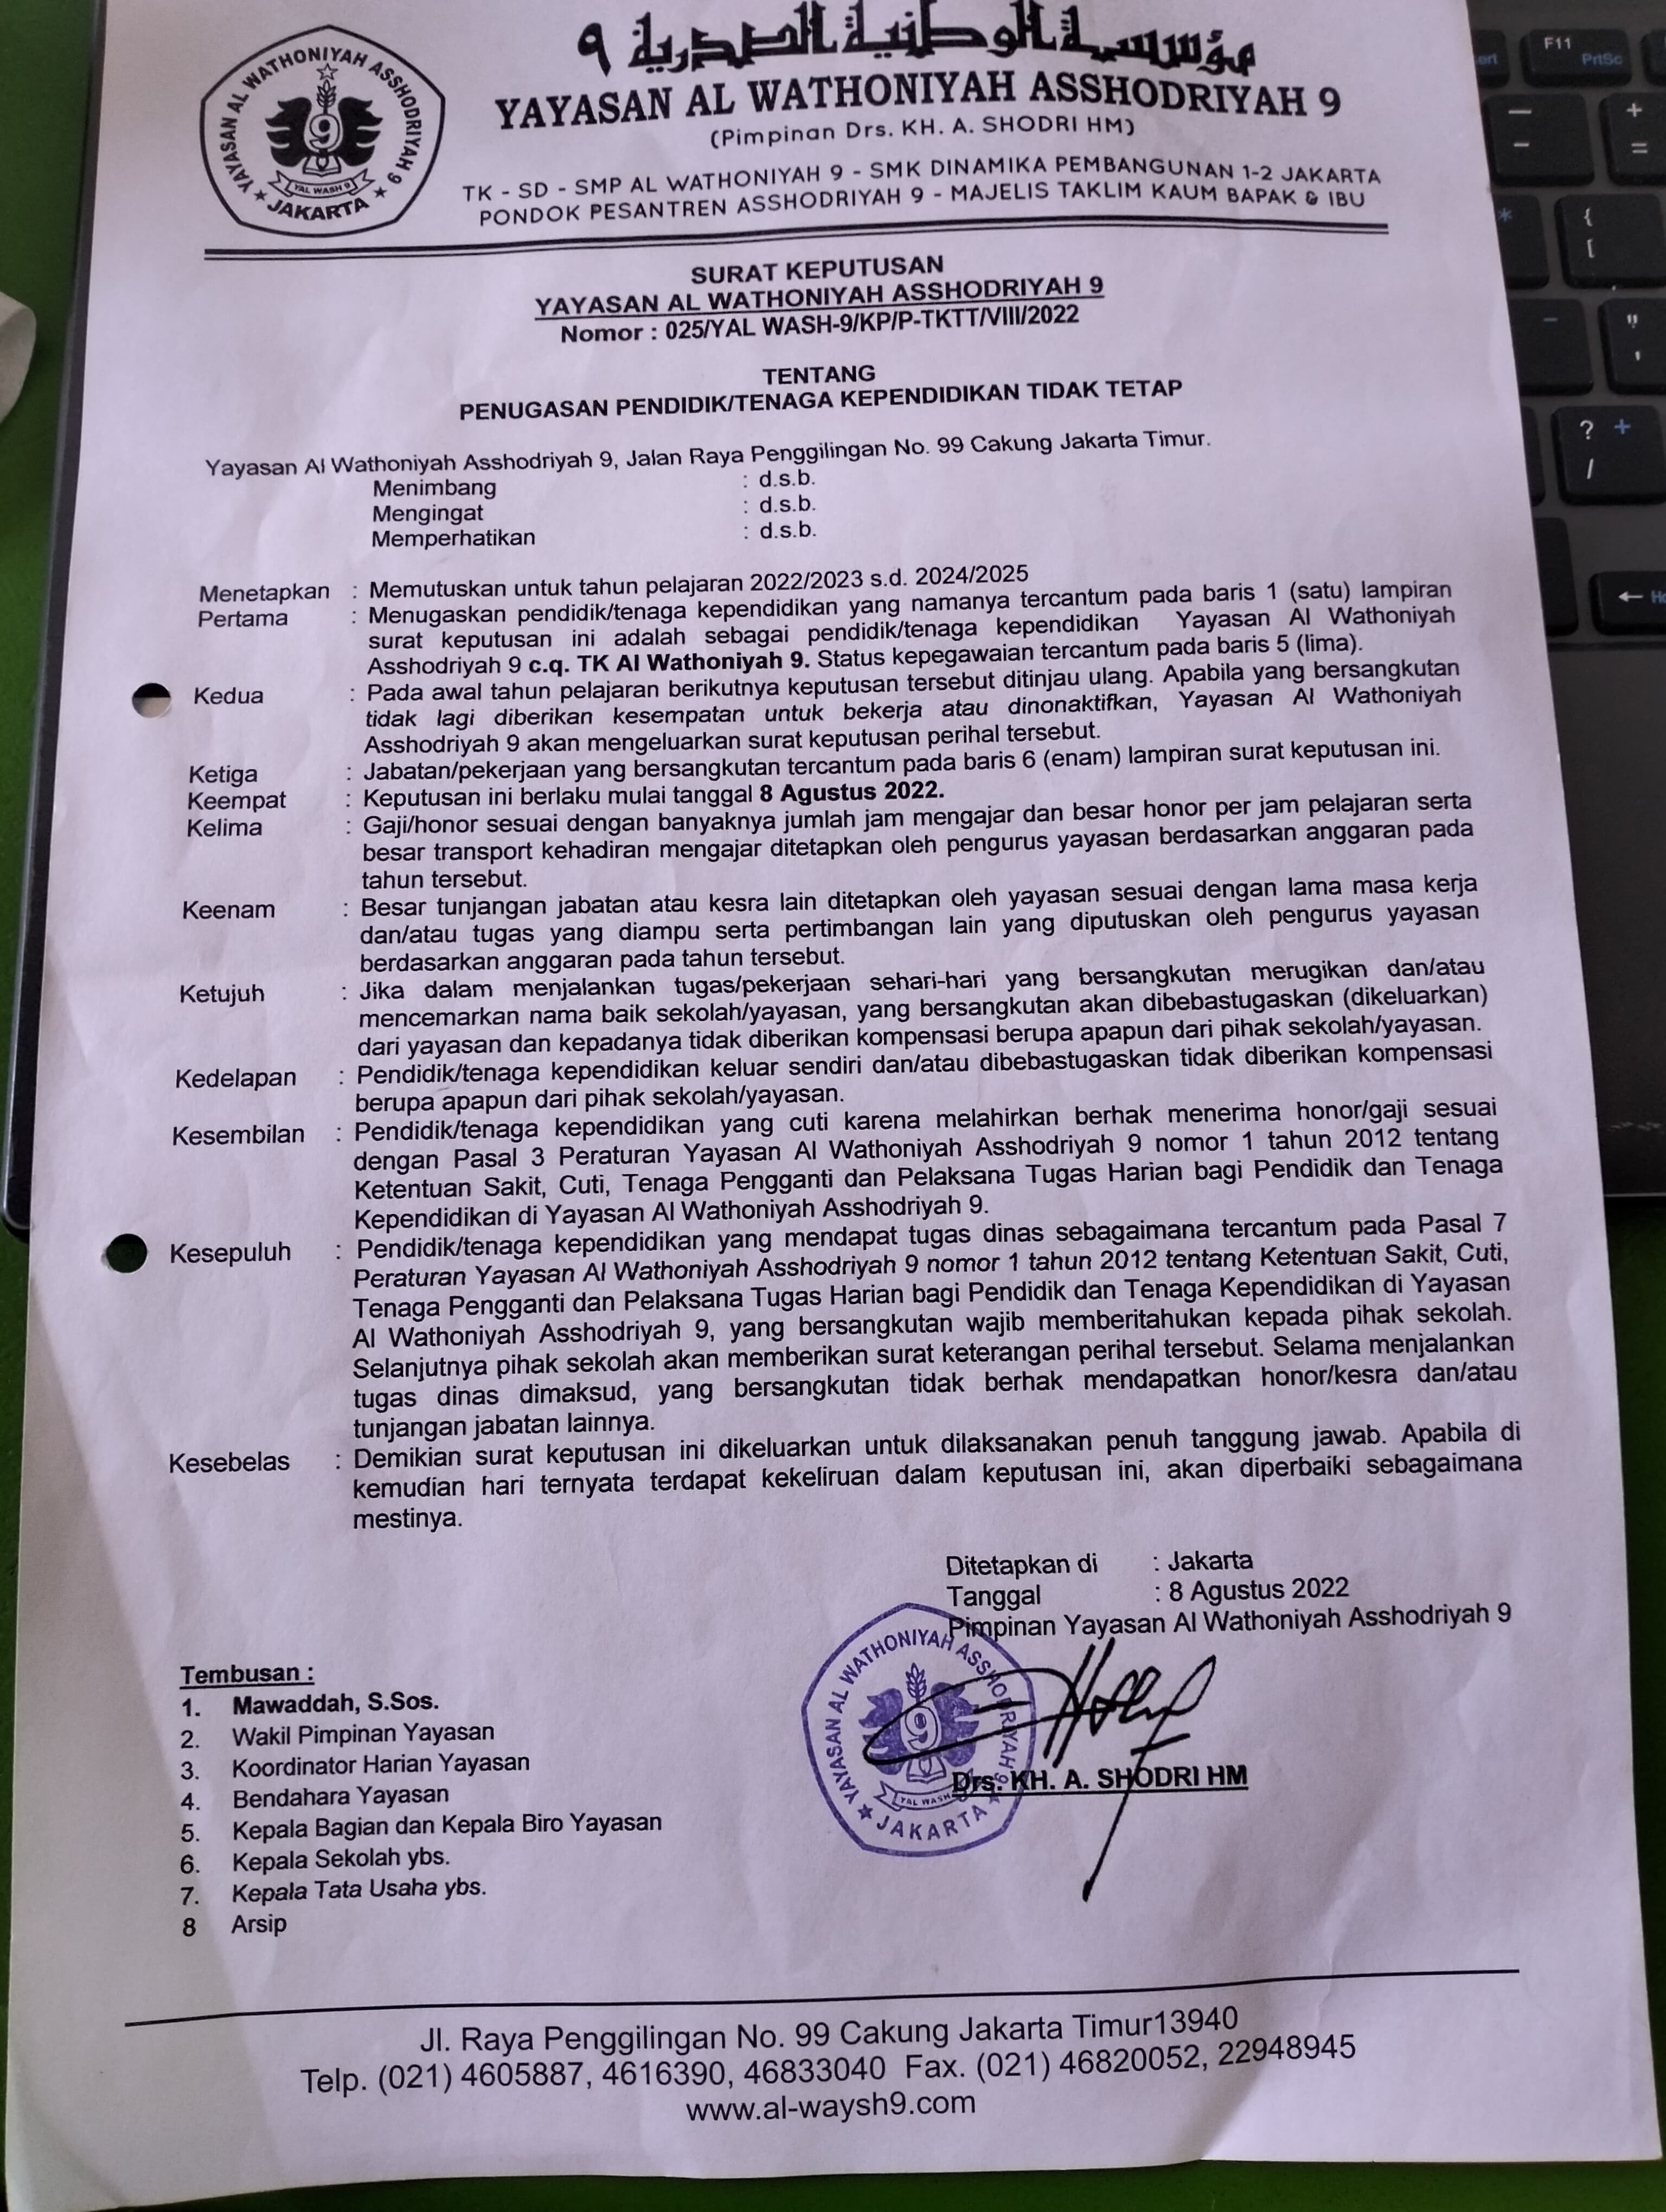 مؤسسة الوطنية الصدرية ٩
YAYASAN AL WATHONIYAH ASSHODRIYAH 9
(Pimpinan Drs. KH. A. SHODRI HM)
TK - SD - SMP AL WATHONIYAH 9 - SMK DINAMIKA PEMBANGUNAN 1-2 JAKARTA
PONDOK PESANTREN ASSHODRIYAH 9 - MAJELIS TAKLIM KAUM BAPAK & IBU
YAYASAN AL WATHONIYAH ASSHODRIYAH 9
9
YAL WASH 9
JAKARTA
SURAT KEPUTUSAN
YAYASAN AL WATHONIYAH ASSHODRIYAH 9
Nomor : 025/YAL WASH-9/KP/P-TKTT/VIII/2022
TENTANG
PENUGASAN PENDIDIK/TENAGA KEPENDIDIKAN TIDAK TETAP
Yayasan Al Wathoniyah Asshodriyah 9, Jalan Raya Penggilingan No. 99 Cakung Jakarta Timur.
Menimbang : d.s.b.
Mengingat : d.s.b.
Memperhatikan : d.s.b.
Menetapkan : Memutuskan untuk tahun pelajaran 2022/2023 s.d. 2024/2025
Pertama : Menugaskan pendidik/tenaga kependidikan yang namanya tercantum pada baris 1 (satu) lampiran
surat keputusan ini adalah sebagai pendidik/tenaga kependidikan Yayasan Al Wathoniyah
Asshodriyah 9 c.q. TK Al Wathoniyah 9. Status kepegawaian tercantum pada baris 5 (lima).
Kedua : Pada awal tahun pelajaran berikutnya keputusan tersebut ditinjau ulang. Apabila yang bersangkutan
tidak lagi diberikan kesempatan untuk bekerja atau dinonaktifkan, Yayasan Al Wathoniyah
Asshodriyah 9 akan mengeluarkan surat keputusan perihal tersebut.
Ketiga : Jabatan/pekerjaan yang bersangkutan tercantum pada baris 6 (enam) lampiran surat keputusan ini.
Keempat : Keputusan ini berlaku mulai tanggal 8 Agustus 2022.
Kelima : Gaji/honor sesuai dengan banyaknya jumlah jam mengajar dan besar honor per jam pelajaran serta
besar transport kehadiran mengajar ditetapkan oleh pengurus yayasan berdasarkan anggaran pada
tahun tersebut.
Keenam : Besar tunjangan jabatan atau kesra lain ditetapkan oleh yayasan sesuai dengan lama masa kerja
dan/atau tugas yang diampu serta pertimbangan lain yang diputuskan oleh pengurus yayasan
berdasarkan anggaran pada tahun tersebut.
Ketujuh : Jika dalam menjalankan tugas/pekerjaan sehari-hari yang bersangkutan merugikan dan/atau
mencemarkan nama baik sekolah/yayasan, yang bersangkutan akan dibebastugaskan (dikeluarkan)
dari yayasan dan kepadanya tidak diberikan kompensasi berupa apapun dari pihak sekolah/yayasan.
Kedelapan : Pendidik/tenaga kependidikan keluar sendiri dan/atau dibebastugaskan tidak diberikan kompensasi
berupa apapun dari pihak sekolah/yayasan.
Kesembilan : Pendidik/tenaga kependidikan yang cuti karena melahirkan berhak menerima honor/gaji sesuai
dengan Pasal 3 Peraturan Yayasan Al Wathoniyah Asshodriyah 9 nomor 1 tahun 2012 tentang
Ketentuan Sakit, Cuti, Tenaga Pengganti dan Pelaksana Tugas Harian bagi Pendidik dan Tenaga
Kependidikan di Yayasan Al Wathoniyah Asshodriyah 9.
Kesepuluh : Pendidik/tenaga kependidikan yang mendapat tugas dinas sebagaimana tercantum pada Pasal 7
Peraturan Yayasan Al Wathoniyah Asshodriyah 9 nomor 1 tahun 2012 tentang Ketentuan Sakit, Cuti,
Tenaga Pengganti dan Pelaksana Tugas Harian bagi Pendidik dan Tenaga Kependidikan di Yayasan
Al Wathoniyah Asshodriyah 9, yang bersangkutan wajib memberitahukan kepada pihak sekolah.
Selanjutnya pihak sekolah akan memberikan surat keterangan perihal tersebut. Selama menjalankan
tugas dinas dimaksud, yang bersangkutan tidak berhak mendapatkan honor/kesra dan/atau
tunjangan jabatan lainnya.
Kesebelas : Demikian surat keputusan ini dikeluarkan untuk dilaksanakan penuh tanggung jawab. Apabila di
kemudian hari ternyata terdapat kekeliruan dalam keputusan ini, akan diperbaiki sebagaimana
mestinya.
Ditetapkan di : Jakarta
Tanggal : 8 Agustus 2022
Pimpinan Yayasan Al Wathoniyah Asshodriyah 9
YAYASAN AL WATHONIYAH ASSHODRIYAH 9
9
YAL WASH 9
JAKARTA
Drs. KH. A. SHODRI HM
Tembusan :
1. Mawaddah, S.Sos.
2. Wakil Pimpinan Yayasan
3. Koordinator Harian Yayasan
4. Bendahara Yayasan
5. Kepala Bagian dan Kepala Biro Yayasan
6. Kepala Sekolah ybs.
7. Kepala Tata Usaha ybs.
8 Arsip
Jl. Raya Penggilingan No. 99 Cakung Jakarta Timur13940
Telp. (021) 4605887, 4616390, 46833040 Fax. (021) 46820052, 22948945
www.al-waysh9.com
F11
PrtSc